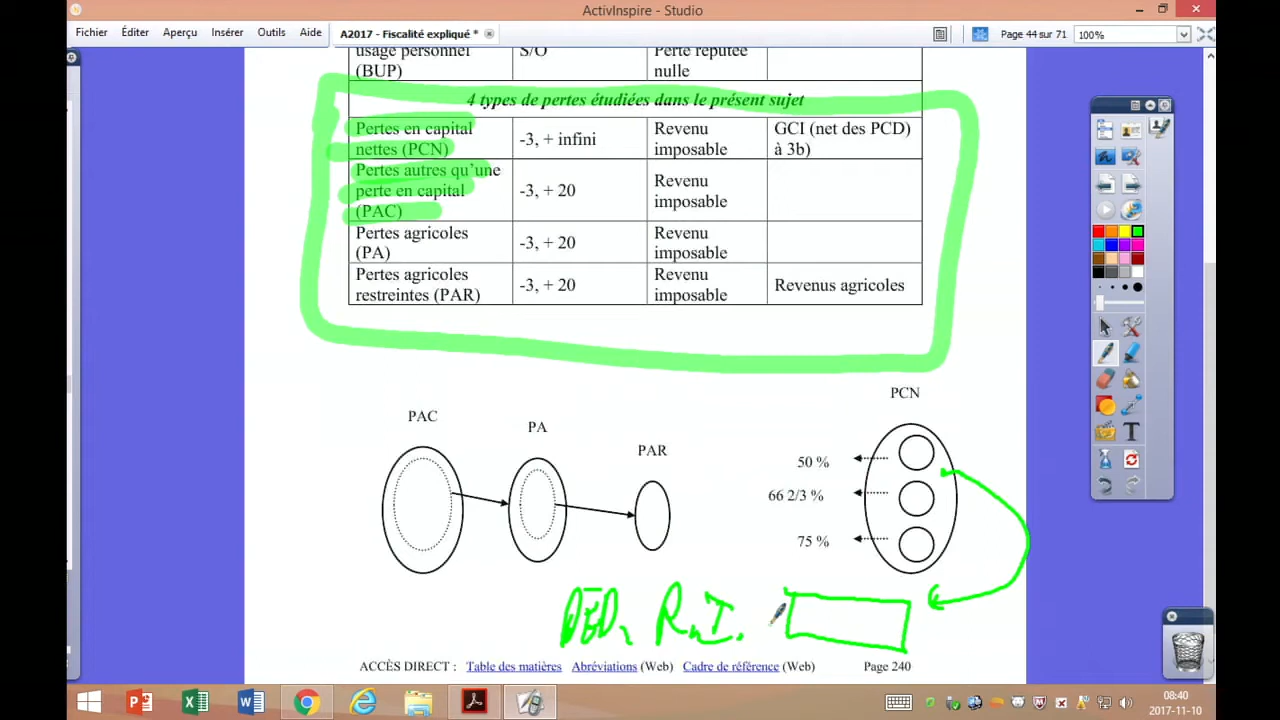 ActivInspire - Studio
Fichier Éditer Aperçu Insérer Outils Aide A2017 - Fiscalité expliqué * Page 44 sur 71 100%
usage personnel (BUP) S/O Perte réputée nulle
4 types de pertes étudiées dans le présent sujet
Pertes en capital nettes (PCN) -3, + infini Revenu imposable GCI (net des PCD) à 3b)
Pertes autres qu'une perte en capital (PAC) -3, + 20 Revenu imposable
Pertes agricoles (PA) -3, + 20 Revenu imposable
Pertes agricoles restreintes (PAR) -3, + 20 Revenu imposable Revenus agricoles
PCN
PAC
PA
PAR
50 %
66 2/3 %
75 %
DÉD. R.I.
ACCÈS DIRECT : Table des matières Abréviations (Web) Cadre de référence (Web) Page 240
08:40
2017-11-10